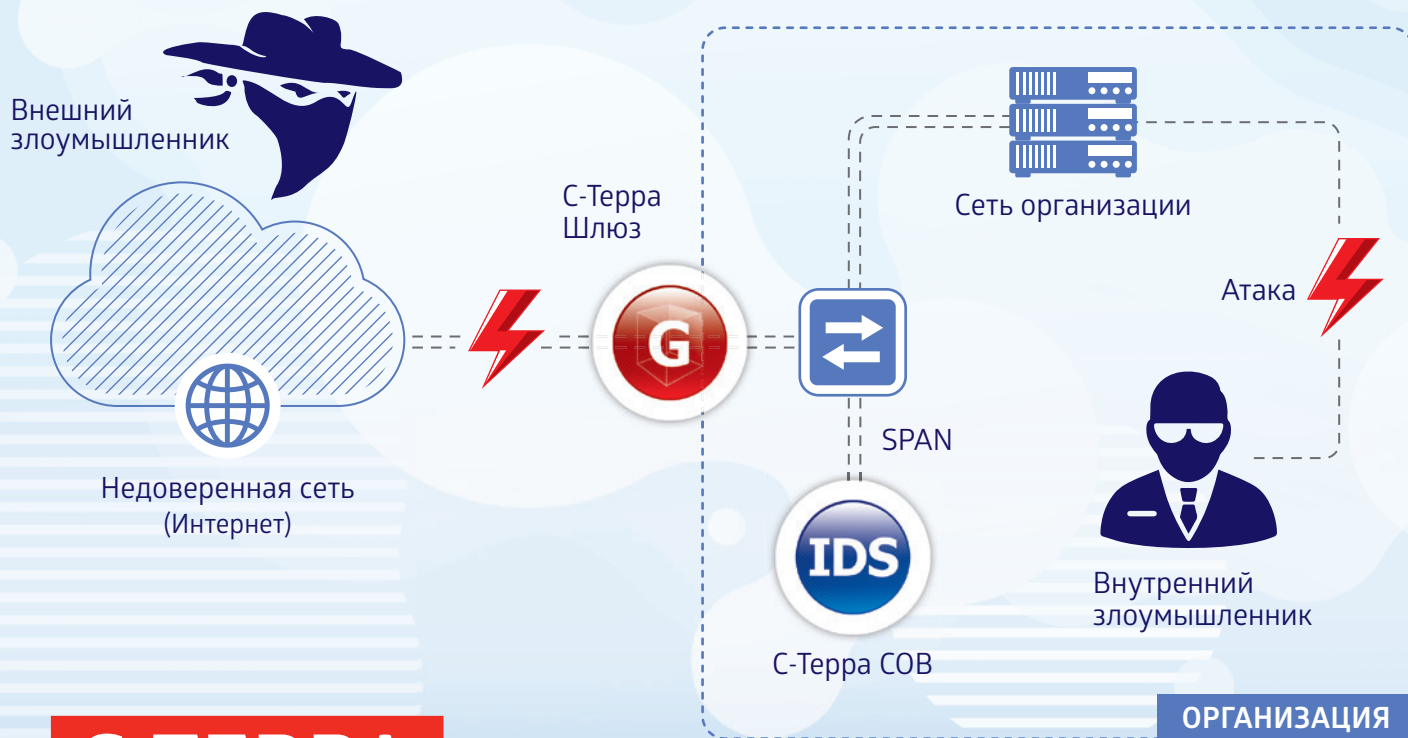 Внешний
злоумышленник
С-Терра
Шлюз
G
Сеть организации
Атака
SPAN
Недоверенная сеть
(Интернет)
IDS
Внутренний
злоумышленник
С-Терра СОВ
ОРГАНИЗАЦИЯ